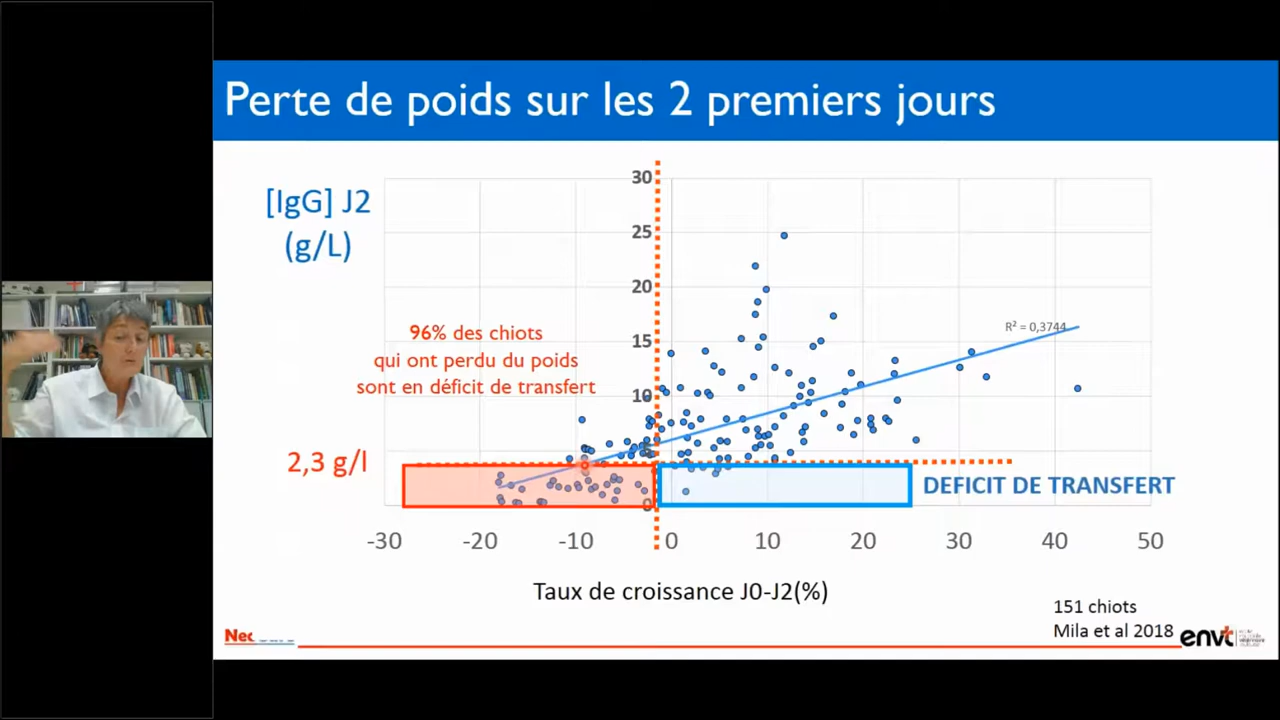 Perte de poids sur les 2 premiers jours
[IgG] J2
(g/L)
30
25
20
15
10
0
R² = 0,3744
96% des chiots
qui ont perdu du poids
sont en déficit de transfert
2,3 g/l
DEFICIT DE TRANSFERT
-30 -20 -10 0 10 20 30 40 50
Taux de croissance J0-J2(%)
151 chiots
Mila et al 2018
envt